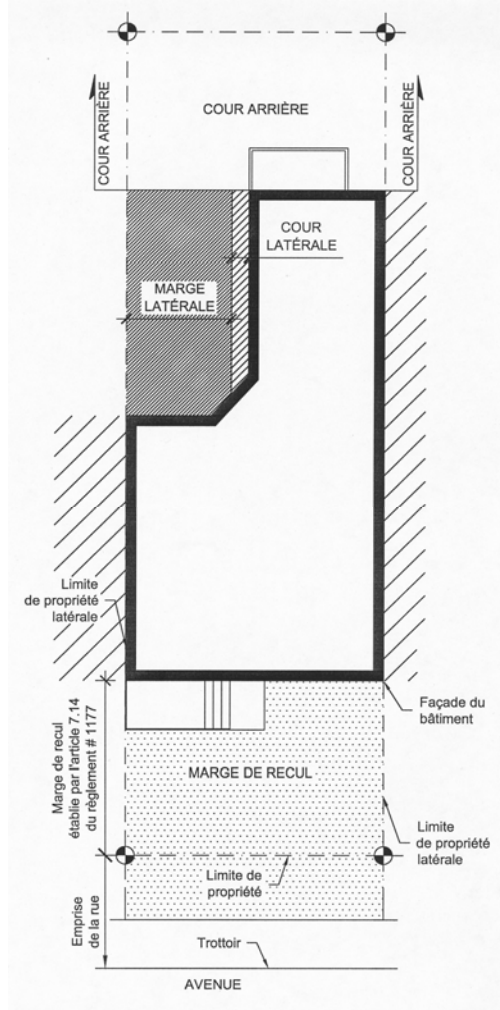 COUR ARRIÈRE
COUR ARRIÈRE
COUR ARRIÈRE
COUR
LATÉRALE
MARGE
LATÉRALE
Limite
de propriété
latérale
Marge de recul
établie par l'article 7.14
du règlement # 1177
Façade du
bâtiment
MARGE DE RECUL
Limite
de propriété
latérale
Limite de
propriété
Emprise
de la rue
Trottoir
AVENUE